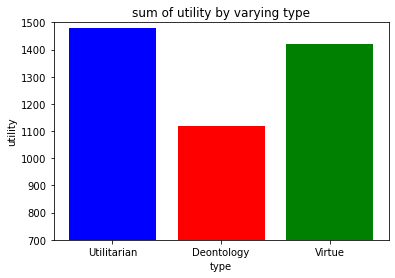 sum of utility by varying type
utility
1500
1400
1300
1200
1100
1000
900
800
700
Utilitarian Deontology Virtue
type